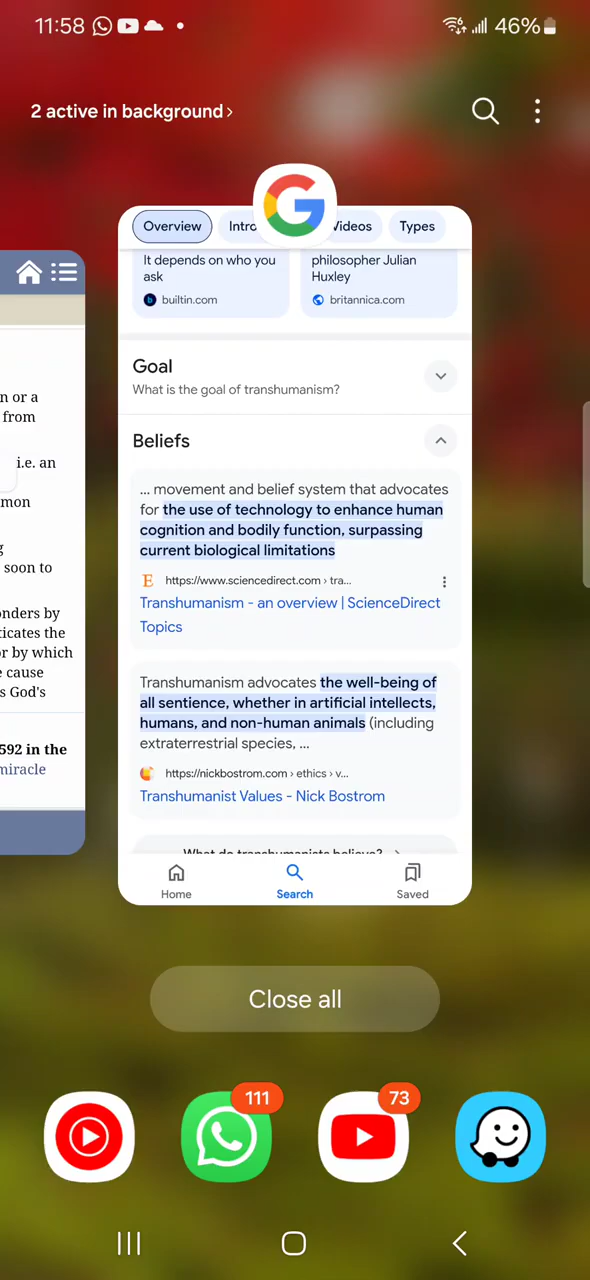 11:58
46%
2 active in background ›
Overview
Intro
Videos
Types
It depends on who you
ask
builtin.com
philosopher Julian
Huxley
britannica.com
Goal
What is the goal of transhumanism?
Beliefs
... movement and belief system that advocates
for the use of technology to enhance human
cognition and bodily function, surpassing
current biological limitations
https://www.sciencedirect.com › tra...
Transhumanism - an overview | ScienceDirect
Topics
Transhumanism advocates the well-being of
all sentience, whether in artificial intellects,
humans, and non-human animals (including
extraterrestrial species, ...
https://nickbostrom.com › ethics › v...
Transhumanist Values - Nick Bostrom
What do transhumanists believe?
Home
Search
Saved
n or a
from
i.e. an
mon
g
soon to
onders by
ticates the
or by which
e cause
s God's
592 in the
miracle
Close all
111
73